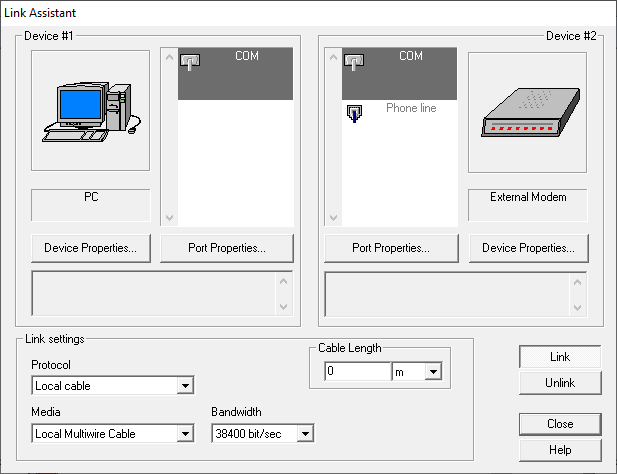 Link Assistant
Device #1
Device #2
COM
COM
Phone line
PC
External Modem
Device Properties...
Port Properties...
Port Properties...
Device Properties...
Link settings
Protocol
Local cable
Cable Length
0
m
Media
Local Multiwire Cable
Bandwidth
38400 bit/sec
Link
Unlink
Close
Help